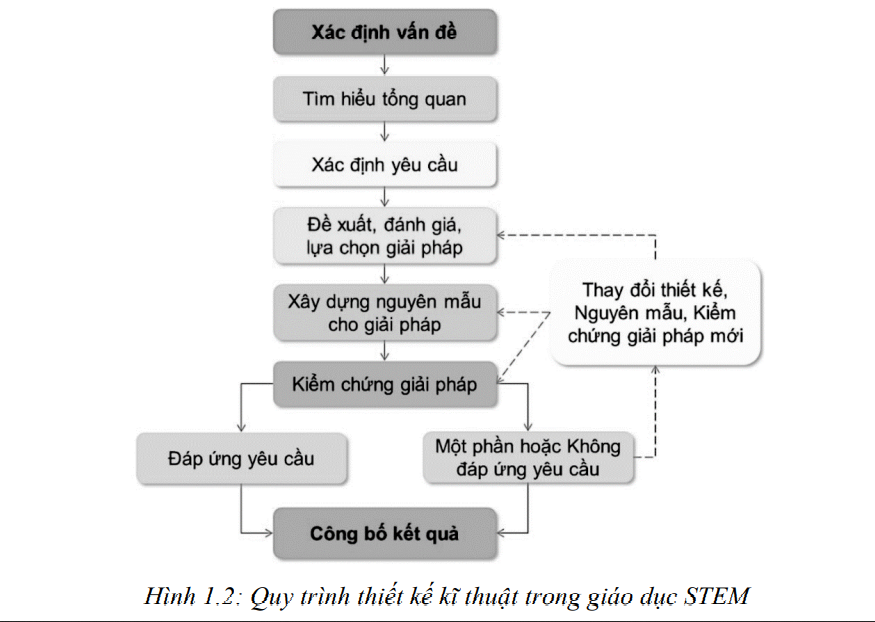 Xác định vấn đề
Tìm hiểu tổng quan
Xác định yêu cầu
Đề xuất, đánh giá,
lựa chọn giải pháp
Xây dựng nguyên mẫu
cho giải pháp
Thay đổi thiết kế,
Nguyên mẫu, Kiểm
chứng giải pháp mới
Kiểm chứng giải pháp
Đáp ứng yêu cầu
Một phần hoặc Không
đáp ứng yêu cầu
Công bố kết quả
Hình 1.2: Quy trình thiết kế kĩ thuật trong giáo dục STEM